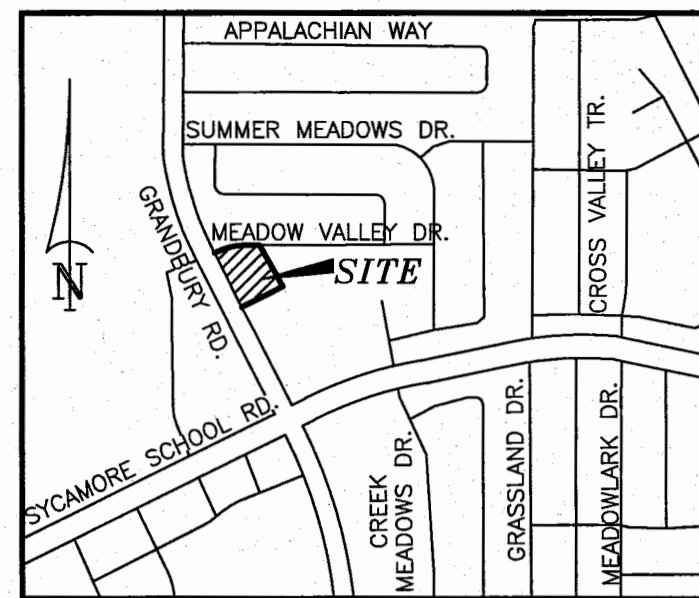 APPALACHIAN WAY
SUMMER MEADOWS DR.
CROSS VALLEY TR.
GRANDBURY RD.
MEADOW VALLEY DR.
SITE
N
SYCAMORE SCHOOL RD.
CREEK
MEADOWS DR.
GRASSLAND DR.
MEADOWLARK DR.